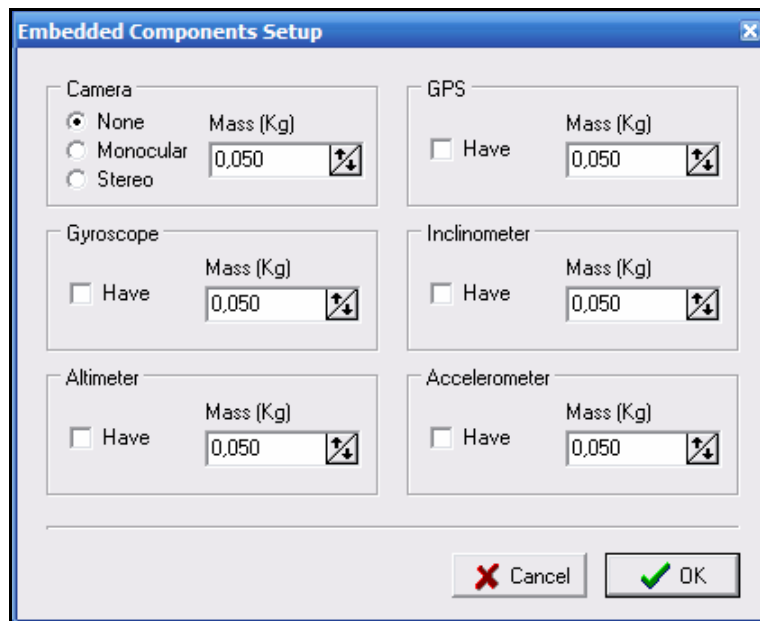 Embedded Components Setup
Camera
None
Monocular
Stereo
Mass (Kg)
0,050
GPS
Have
Mass (Kg)
0,050
Gyroscope
Have
Mass (Kg)
0,050
Inclinometer
Have
Mass (Kg)
0,050
Altimeter
Have
Mass (Kg)
0,050
Accelerometer
Have
Mass (Kg)
0,050
Cancel
OK